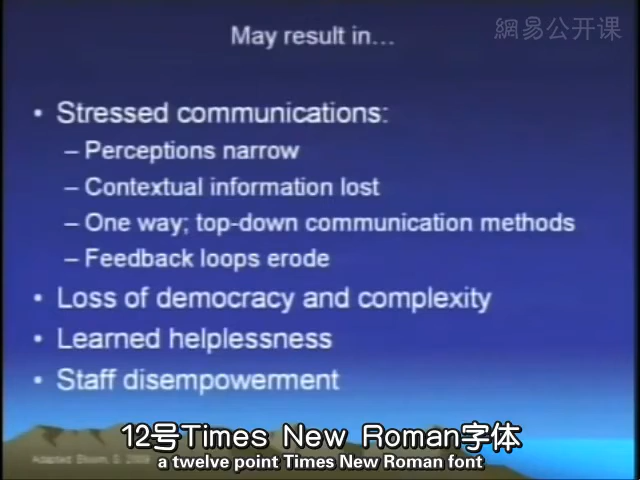 網易公开课
May result in…
• Stressed communications:
– Perceptions narrow
– Contextual information lost
– One way; top-down communication methods
– Feedback loops erode
• Loss of democracy and complexity
• Learned helplessness
• Staff disempowerment
12号Times New Roman字体
a twelve point Times New Roman font
Adapted: Bloom, S.